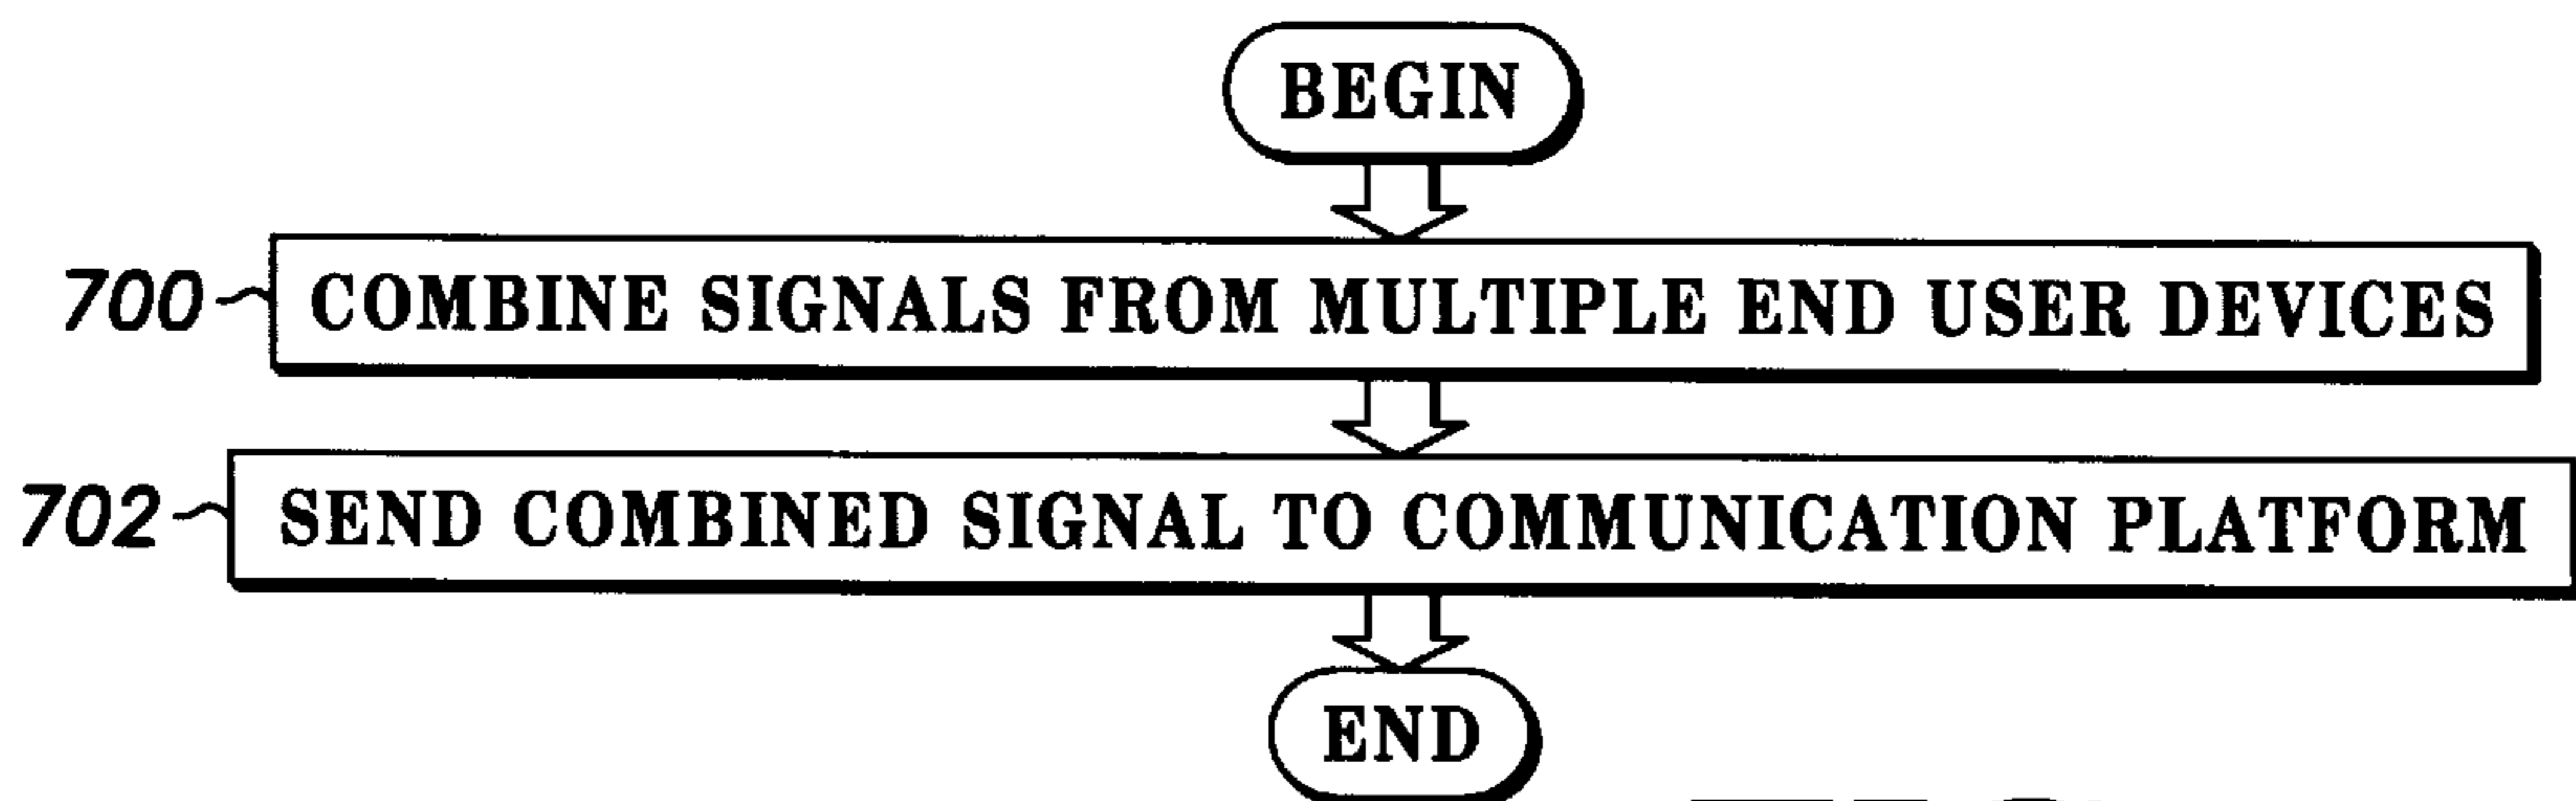 BEGIN
700 COMBINE SIGNALS FROM MULTIPLE END USER DEVICES
702 SEND COMBINED SIGNAL TO COMMUNICATION PLATFORM
END